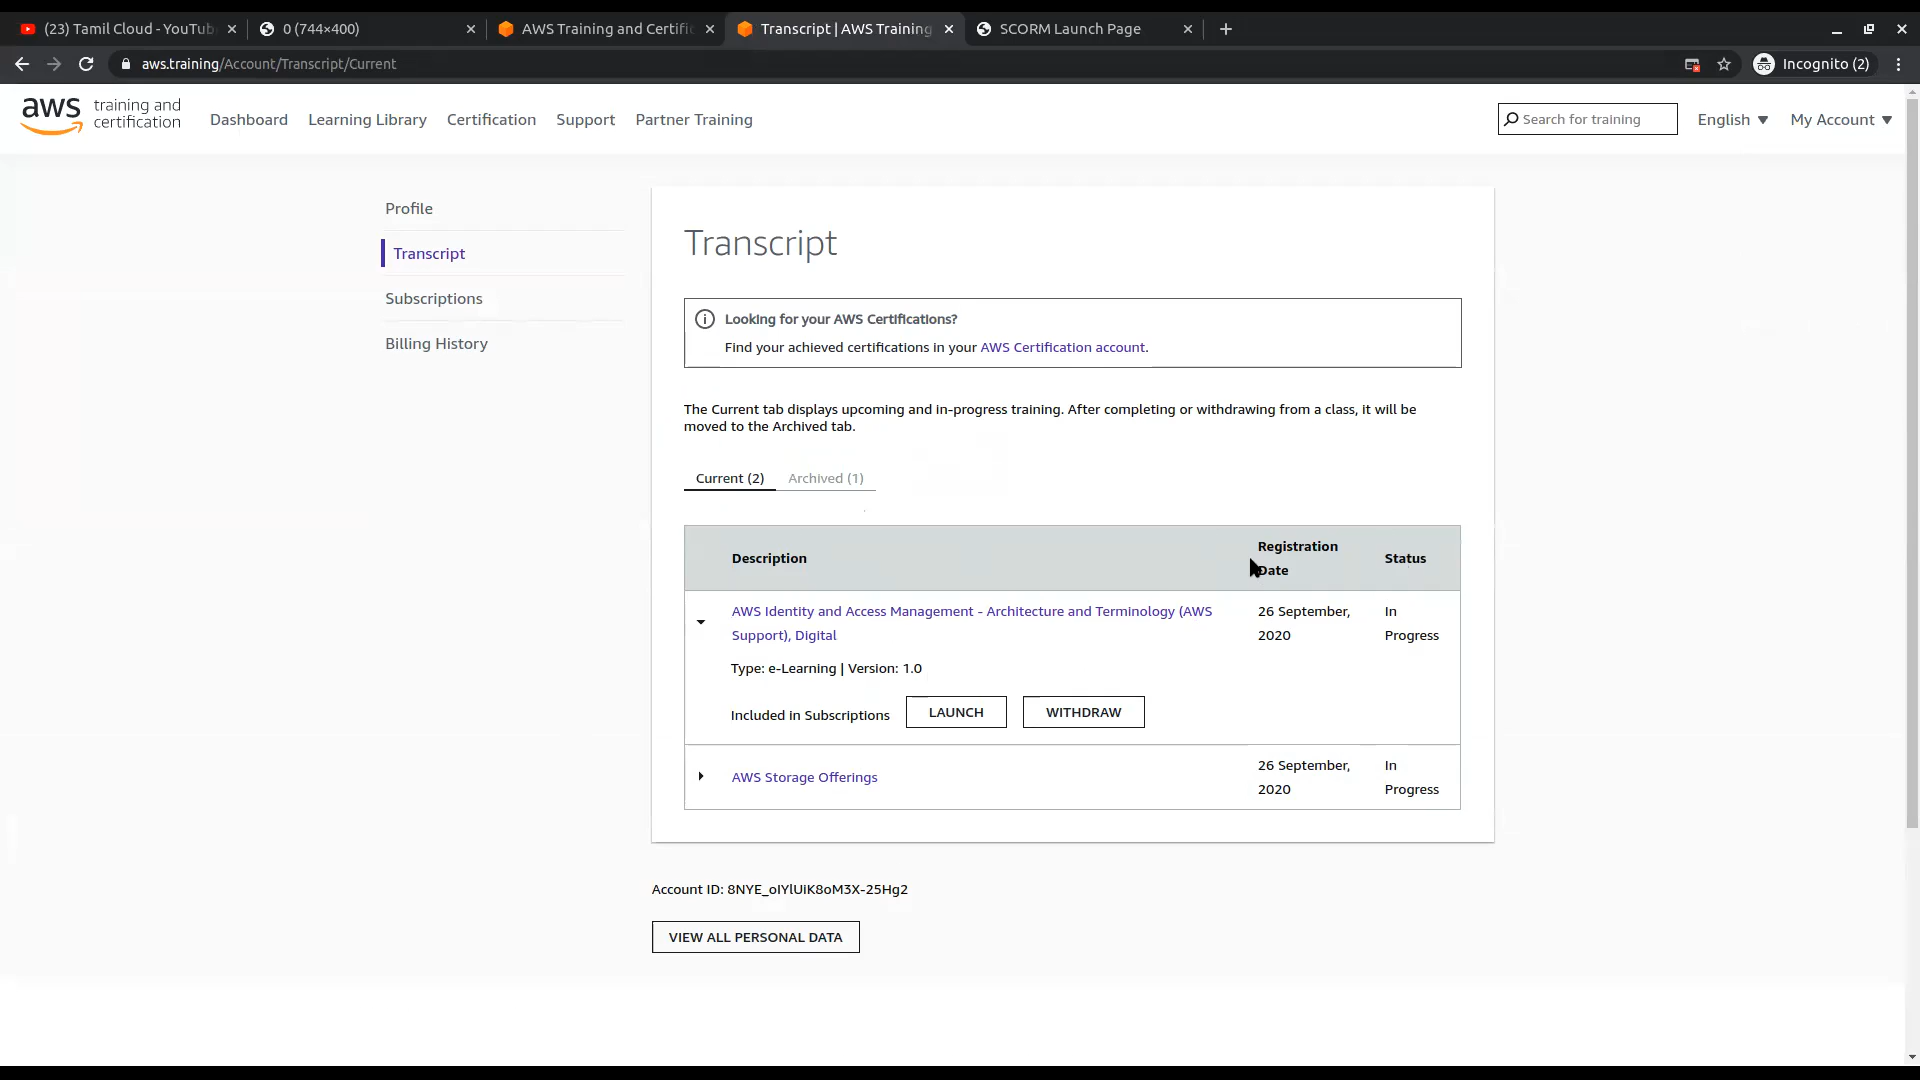 (23) Tamil Cloud - YouTub
0 (744×400)
AWS Training and Certific
Transcript | AWS Training
SCORM Launch Page
aws.training/Account/Transcript/Current
Incognito (2)
aws training and
certification
Dashboard
Learning Library
Certification
Support
Partner Training
Search for training
English
My Account
Profile
Transcript
Subscriptions
Billing History
Transcript
Looking for your AWS Certifications?
Find your achieved certifications in your AWS Certification account.
The Current tab displays upcoming and in-progress training. After completing or withdrawing from a class, it will be
moved to the Archived tab.
Current (2)
Archived (1)
Description
Registration
Date
Status
AWS Identity and Access Management - Architecture and Terminology (AWS
Support), Digital
26 September,
2020
In
Progress
Type: e-Learning | Version: 1.0
Included in Subscriptions
LAUNCH
WITHDRAW
AWS Storage Offerings
26 September,
2020
In
Progress
Account ID: 8NYE_oIYlUiK8oM3X-25Hg2
VIEW ALL PERSONAL DATA